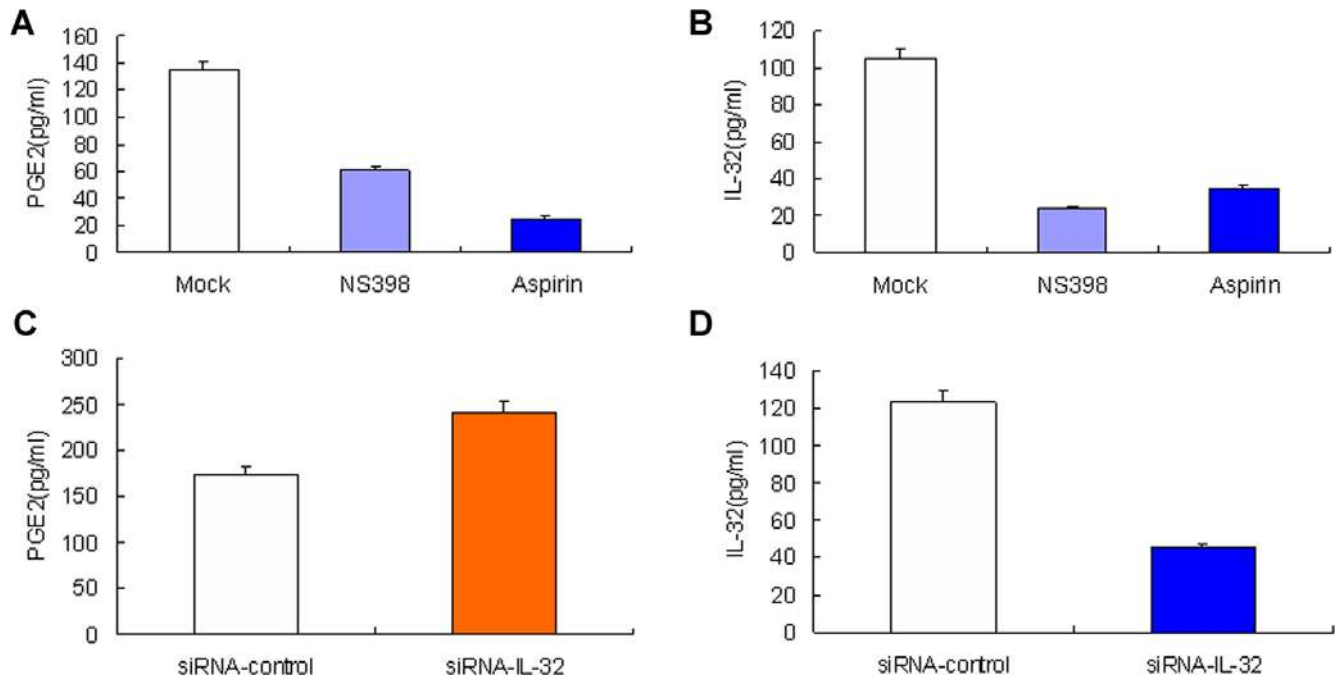 A
PGE2(pg/ml)
160
140
120
100
80
60
40
20
0
Mock NS398 Aspirin
B
IL-32(pg/ml)
120
100
80
60
40
20
0
Mock NS398 Aspirin
C
PGE2(pg/ml)
300
250
200
150
100
50
0
siRNA-control siRNA-IL-32
D
IL-32(pg/ml)
140
120
100
80
60
40
20
0
siRNA-control siRNA-IL-32